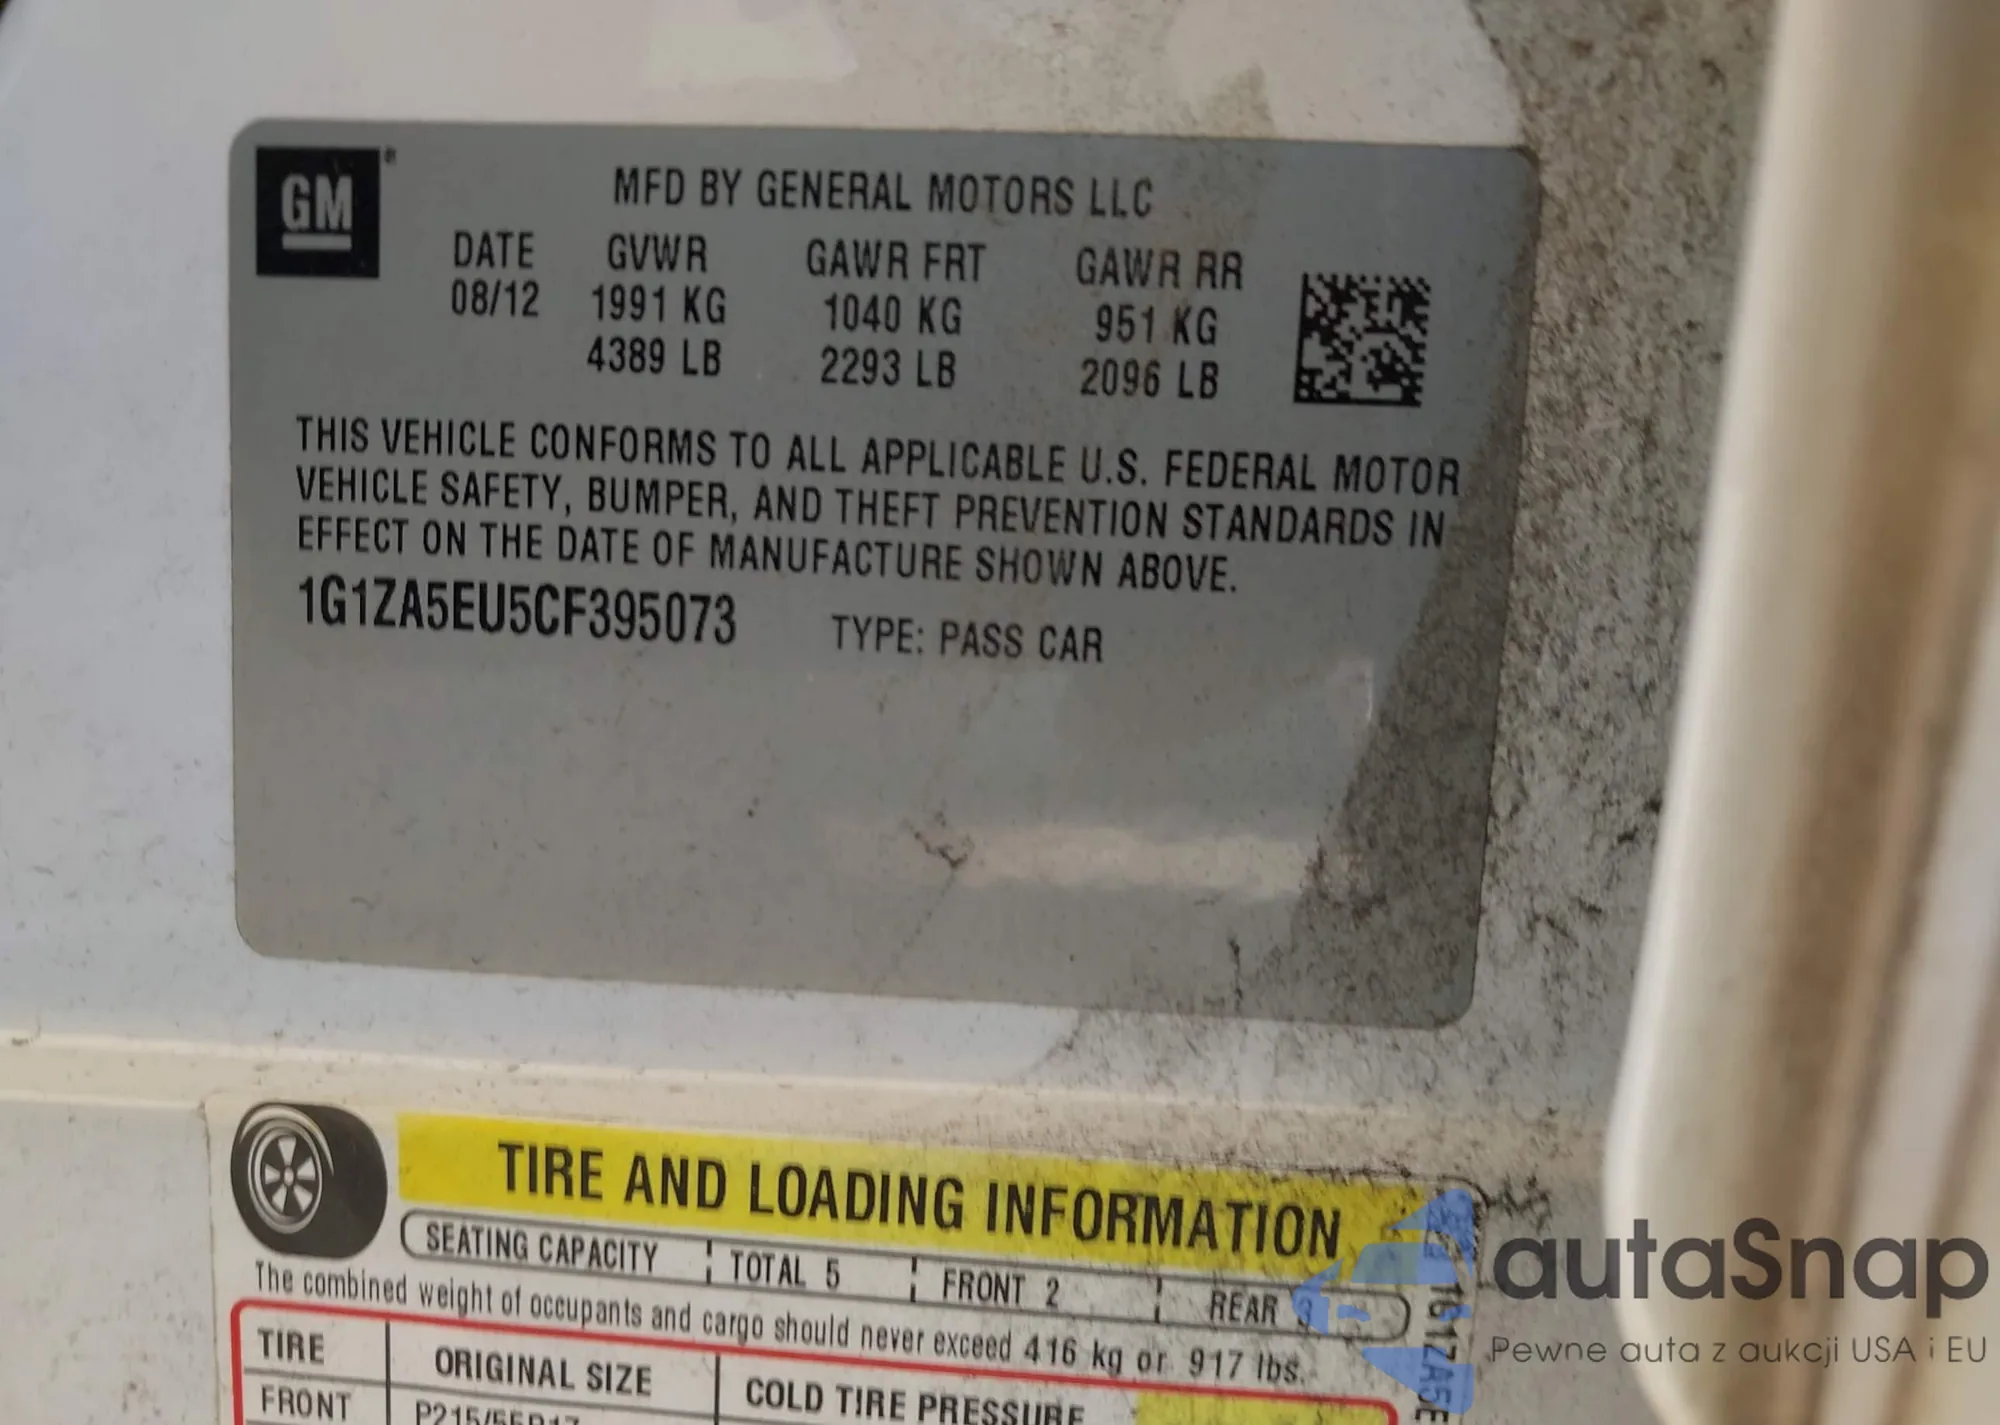 GM
MFD BY GENERAL MOTORS LLC
DATE GVWR GAWR FRT GAWR RR
08/12 1991 KG 1040 KG 951 KG
4389 LB 2293 LB 2096 LB
THIS VEHICLE CONFORMS TO ALL APPLICABLE U.S. FEDERAL MOTOR
VEHICLE SAFETY, BUMPER, AND THEFT PREVENTION STANDARDS IN
EFFECT ON THE DATE OF MANUFACTURE SHOWN ABOVE.
1G1ZA5EU5CF395073 TYPE: PASS CAR
TIRE AND LOADING INFORMATION
SEATING CAPACITY TOTAL 5 FRONT 2 REAR 3
The combined weight of occupants and cargo should never exceed 416 kg or 917 lbs.
TIRE ORIGINAL SIZE COLD TIRE PRESSURE
FRONT P215/55R17
autaSnap
Pewne auta z aukcji USA i EU